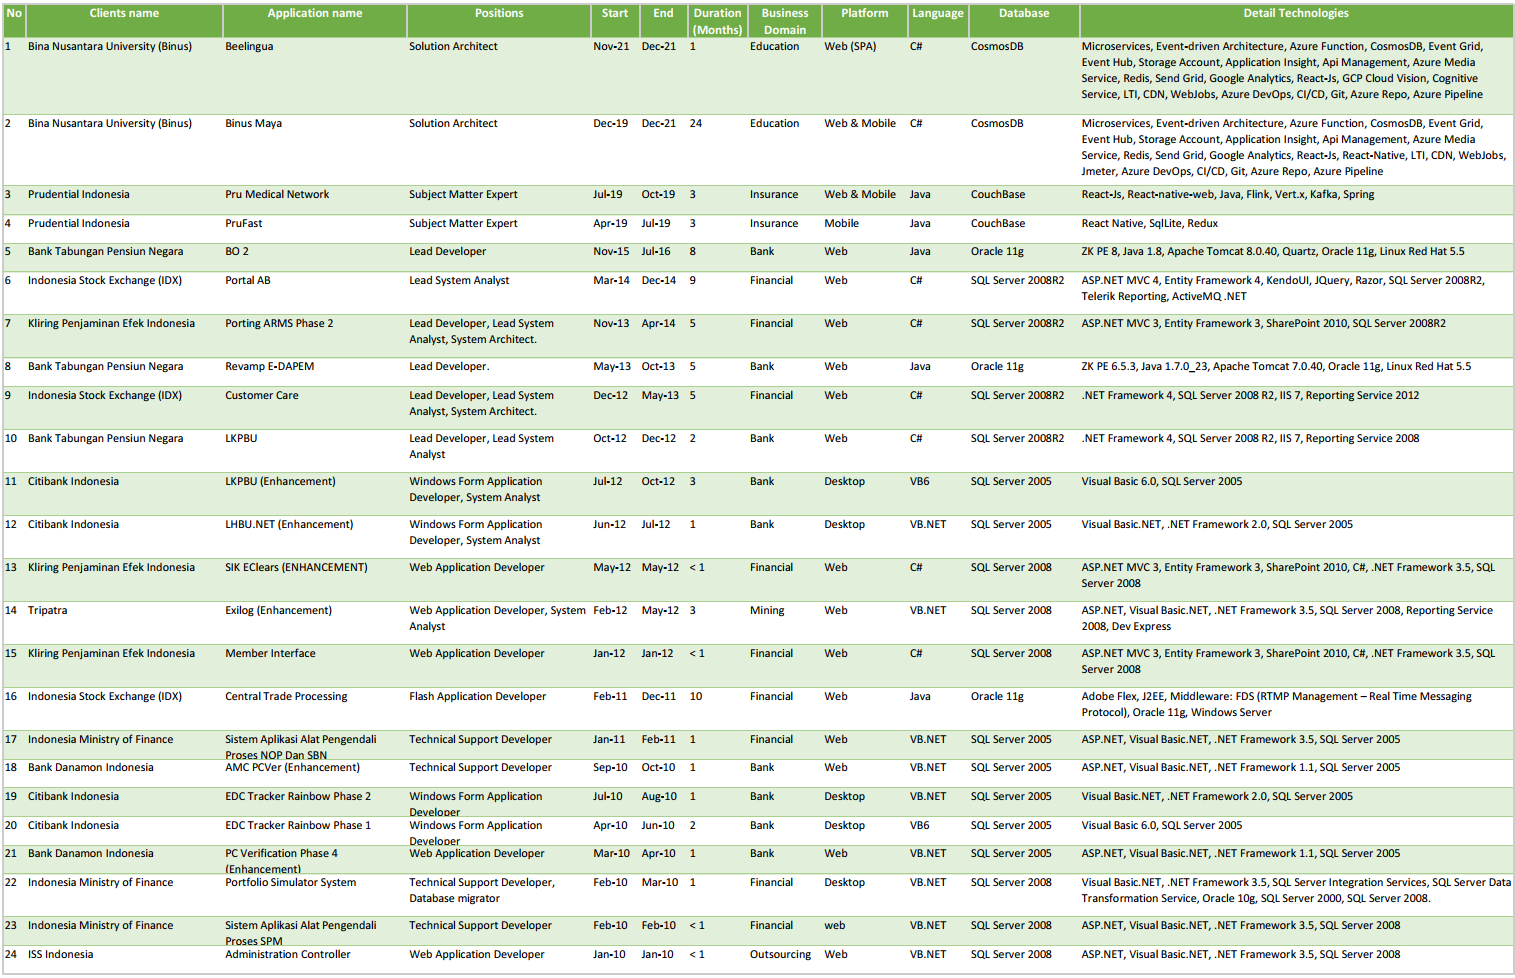 No Clients name Application name Positions Start End Duration Business Platform Language Database Detail Technologies
(Months) Domain
1 Bina Nusantara University (Binus) Beelingua Solution Architect Nov-21 Dec-21 1 Education Web (SPA) C# CosmosDB Microservices, Event-driven Architecture, Azure Function, CosmosDB, Event Grid,
Event Hub, Storage Account, Application Insight, Api Management, Azure Media
Service, Redis, Send Grid, Google Analytics, React-Js, GCP Cloud Vision, Cognitive
Service, LTI, CDN, WebJobs, Azure DevOps, CI/CD, Git, Azure Repo, Azure Pipeline
2 Bina Nusantara University (Binus) Binus Maya Solution Architect Dec-19 Dec-21 24 Education Web & Mobile C# CosmosDB Microservices, Event-driven Architecture, Azure Function, CosmosDB, Event Grid,
Event Hub, Storage Account, Application Insight, Api Management, Azure Media
Service, Redis, Send Grid, Google Analytics, React-Js, React-Native, LTI, CDN, WebJobs,
Jmeter, Azure DevOps, CI/CD, Git, Azure Repo, Azure Pipeline
3 Prudential Indonesia Pru Medical Network Subject Matter Expert Jul-19 Oct-19 3 Insurance Web & Mobile Java CouchBase React-Js, React-native-web, Java, Flink, Vert.x, Kafka, Spring
4 Prudential Indonesia PruFast Subject Matter Expert Apr-19 Jul-19 3 Insurance Mobile Java CouchBase React Native, SqlLite, Redux
5 Bank Tabungan Pensiun Negara BO 2 Lead Developer Nov-15 Jul-16 8 Bank Web Java Oracle 11g ZK PE 8, Java 1.8, Apache Tomcat 8.0.40, Quartz, Oracle 11g, Linux Red Hat 5.5
6 Indonesia Stock Exchange (IDX) Portal AB Lead System Analyst Mar-14 Dec-14 9 Financial Web C# SQL Server 2008R2 ASP.NET MVC 4, Entity Framework 4, KendoUI, JQuery, Razor, SQL Server 2008R2,
Telerik Reporting, ActiveMQ .NET
7 Kliring Penjaminan Efek Indonesia Porting ARMS Phase 2 Lead Developer, Lead System Nov-13 Apr-14 5 Financial Web C# SQL Server 2008R2 ASP.NET MVC 3, Entity Framework 3, SharePoint 2010, SQL Server 2008R2
Analyst, System Architect.
8 Bank Tabungan Pensiun Negara Revamp E-DAPEM Lead Developer. May-13 Oct-13 5 Bank Web Java Oracle 11g ZK PE 6.5.3, Java 1.7.0_23, Apache Tomcat 7.0.40, Oracle 11g, Linux Red Hat 5.5
9 Indonesia Stock Exchange (IDX) Customer Care Lead Developer, Lead System Dec-12 May-13 5 Financial Web C# SQL Server 2008R2 .NET Framework 4, SQL Server 2008 R2, IIS 7, Reporting Service 2012
Analyst, System Architect.
10 Bank Tabungan Pensiun Negara LKPBU Lead Developer, Lead System Oct-12 Dec-12 2 Bank Web C# SQL Server 2008R2 .NET Framework 4, SQL Server 2008 R2, IIS 7, Reporting Service 2008
Analyst
11 Citibank Indonesia LKPBU (Enhancement) Windows Form Application Jul-12 Oct-12 3 Bank Desktop VB6 SQL Server 2005 Visual Basic 6.0, SQL Server 2005
Developer, System Analyst
12 Citibank Indonesia LHBU.NET (Enhancement) Windows Form Application Jun-12 Jul-12 1 Bank Desktop VB.NET SQL Server 2005 Visual Basic.NET, .NET Framework 2.0, SQL Server 2005
Developer, System Analyst
13 Kliring Penjaminan Efek Indonesia SIK EClears (ENHANCEMENT) Web Application Developer May-12 May-12 < 1 Financial Web C# SQL Server 2008 ASP.NET MVC 3, Entity Framework 3, SharePoint 2010, C#, .NET Framework 3.5, SQL
Server 2008
14 Tripatra Exilog (Enhancement) Web Application Developer, System Feb-12 May-12 3 Mining Web VB.NET SQL Server 2008 ASP.NET, Visual Basic.NET, .NET Framework 3.5, SQL Server 2008, Reporting Service
Analyst 2008, Dev Express
15 Kliring Penjaminan Efek Indonesia Member Interface Web Application Developer Jan-12 Jan-12 < 1 Financial Web C# SQL Server 2008 ASP.NET MVC 3, Entity Framework 3, SharePoint 2010, C#, .NET Framework 3.5, SQL
Server 2008
16 Indonesia Stock Exchange (IDX) Central Trade Processing Flash Application Developer Feb-11 Dec-11 10 Financial Web Java Oracle 11g Adobe Flex, J2EE, Middleware: FDS (RTMP Management – Real Time Messaging
Protocol), Oracle 11g, Windows Server
17 Indonesia Ministry of Finance Sistem Aplikasi Alat Pengendali Technical Support Developer Jan-11 Feb-11 1 Financial Web VB.NET SQL Server 2005 ASP.NET, Visual Basic.NET, .NET Framework 3.5, SQL Server 2005
Proses NOP Dan SBN
18 Bank Danamon Indonesia AMC PCVer (Enhancement) Technical Support Developer Sep-10 Oct-10 1 Bank Web VB.NET SQL Server 2005 ASP.NET, Visual Basic.NET, .NET Framework 1.1, SQL Server 2005
19 Citibank Indonesia EDC Tracker Rainbow Phase 2 Windows Form Application Jul-10 Aug-10 1 Bank Desktop VB.NET SQL Server 2005 Visual Basic.NET, .NET Framework 2.0, SQL Server 2005
Developer
20 Citibank Indonesia EDC Tracker Rainbow Phase 1 Windows Form Application Apr-10 Jun-10 2 Bank Desktop VB6 SQL Server 2005 Visual Basic 6.0, SQL Server 2005
Developer
21 Bank Danamon Indonesia PC Verification Phase 4 Web Application Developer Mar-10 Apr-10 1 Bank Web VB.NET SQL Server 2005 ASP.NET, Visual Basic.NET, .NET Framework 1.1, SQL Server 2005
(Enhancement)
22 Indonesia Ministry of Finance Portfolio Simulator System Technical Support Developer, Feb-10 Mar-10 1 Financial Desktop VB.NET SQL Server 2008 Visual Basic.NET, .NET Framework 3.5, SQL Server Integration Services, SQL Server Data
Database migrator Transformation Service, Oracle 10g, SQL Server 2000, SQL Server 2008.
23 Indonesia Ministry of Finance Sistem Aplikasi Alat Pengendali Technical Support Developer Feb-10 Feb-10 < 1 Financial web VB.NET SQL Server 2008 ASP.NET, Visual Basic.NET, .NET Framework 3.5, SQL Server 2008
Proses SPM
24 ISS Indonesia Administration Controller Web Application Developer Jan-10 Jan-10 < 1 Outsourcing Web VB.NET SQL Server 2008 ASP.NET, Visual Basic.NET, .NET Framework 3.5, SQL Server 2008